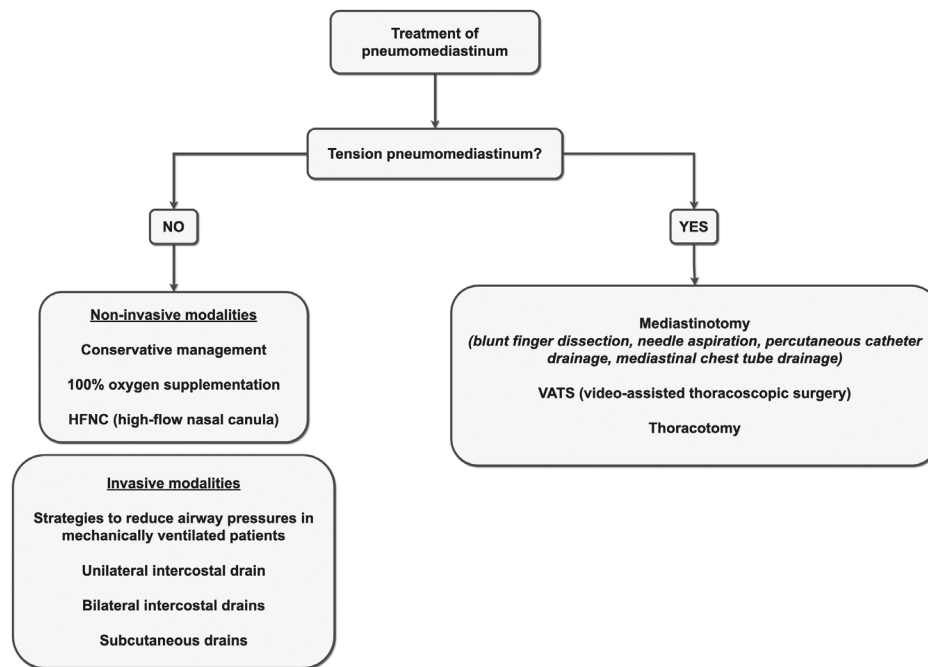 Treatment of
pneumomediastinum
Tension pneumomediastinum?
NO
YES
Non-invasive modalities
Conservative management
100% oxygen supplementation
HFNC (high-flow nasal canula)
Invasive modalities
Strategies to reduce airway pressures in
mechanically ventilated patients
Unilateral intercostal drain
Bilateral intercostal drains
Subcutaneous drains
Mediastinotomy
(blunt finger dissection, needle aspiration, percutaneous catheter
drainage, mediastinal chest tube drainage)
VATS (video-assisted thoracoscopic surgery)
Thoracotomy